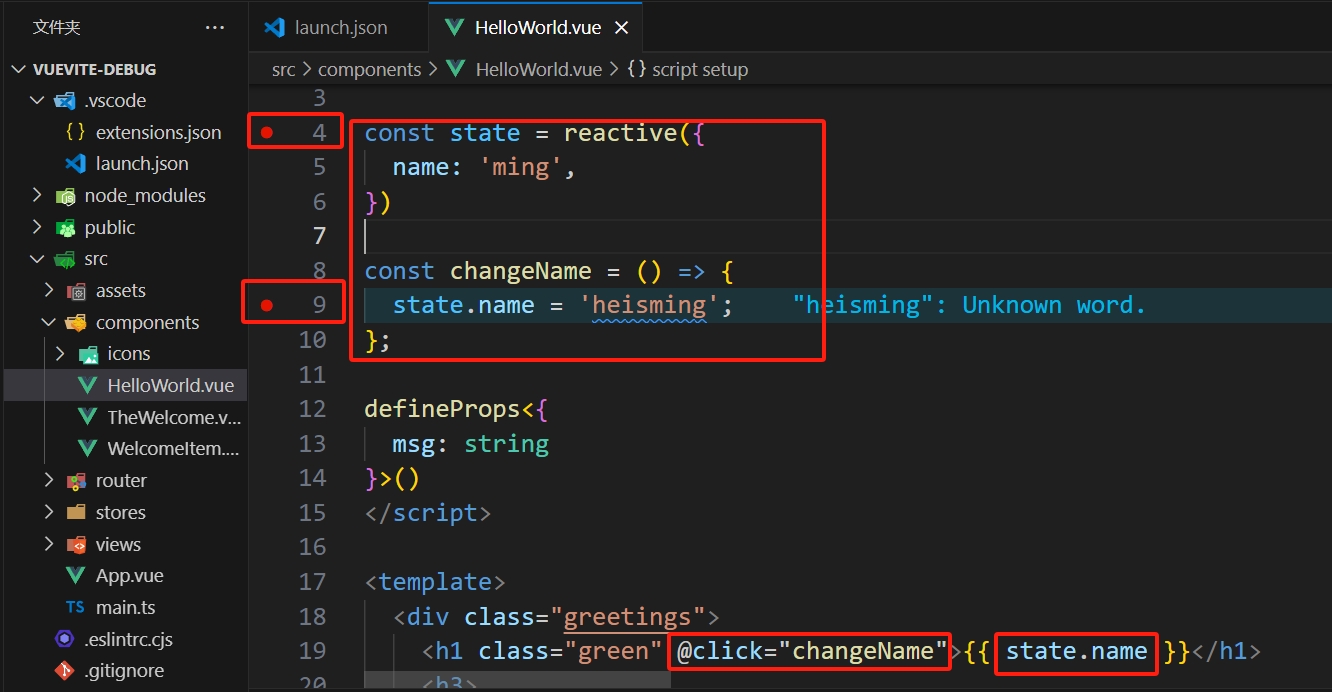 文件夹 ···
VUEVITE-DEBUG
.vscode
{ } extensions.json
launch.json
node_modules
public
src
assets
components
icons
HelloWorld.vue
TheWelcome.v...
WelcomeItem....
router
stores
views
App.vue
TS main.ts
.eslintrc.cjs
.gitignore
launch.json HelloWorld.vue
src > components > HelloWorld.vue > {} script setup
3
4 const state = reactive({
5 name: 'ming',
6 })
7
8 const changeName = () => {
9 state.name = 'heisming'; "heisming": Unknown word.
10 };
11
12 defineProps<{
13 msg: string
14 }>()
15 </script>
16
17 <template>
18 <div class="greetings">
19 <h1 class="green" @click="changeName">{{ state.name }}</h1>
20 <h3>